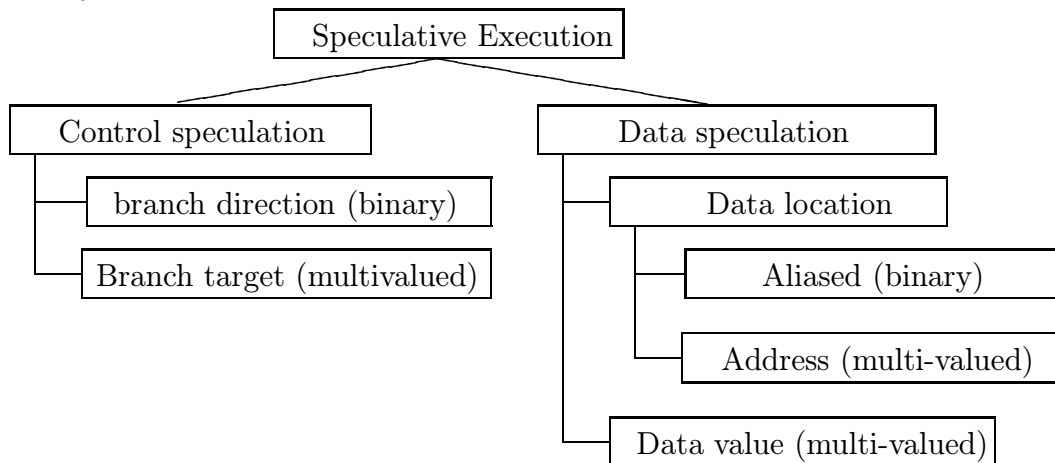 Speculative Execution
Control speculation
Data speculation
branch direction (binary)
Data location
Branch target (multivalued)
Aliased (binary)
Address (multi-valued)
Data value (multi-valued)